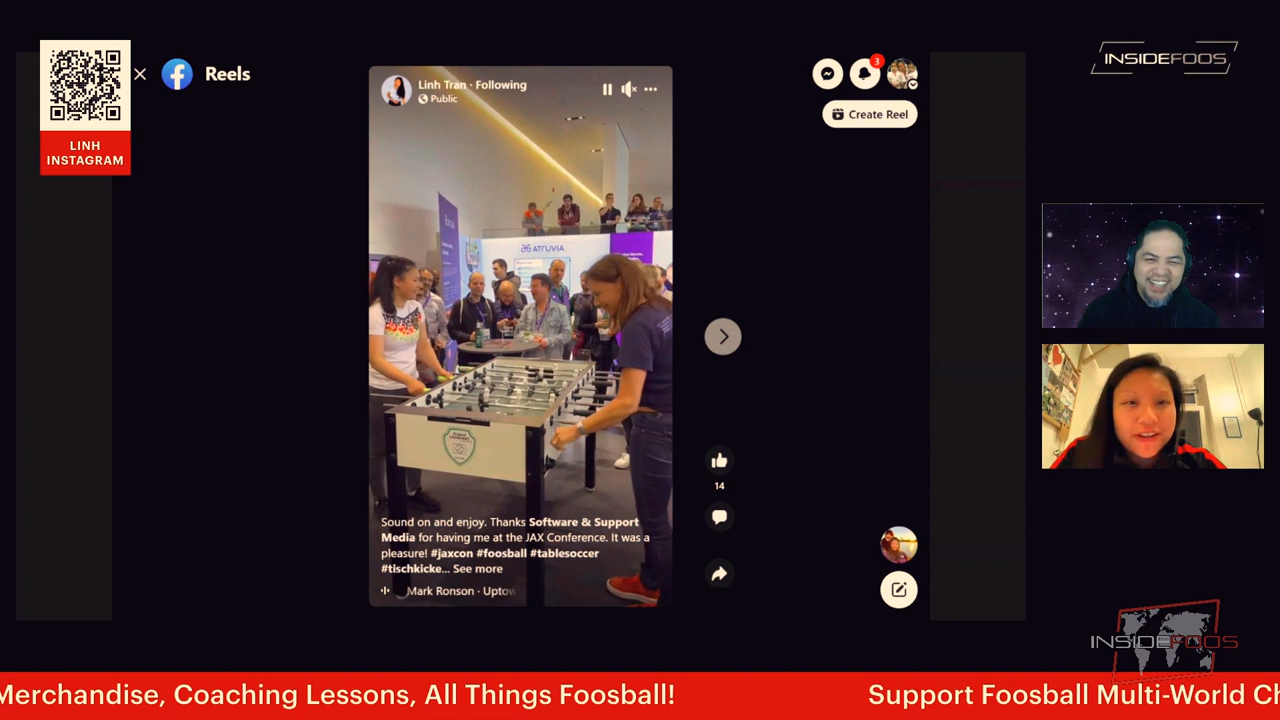 LINH
INSTAGRAM
Reels
Linh Tran · Following
Public
ATRUVIA
Sound on and enjoy. Thanks Software & Support
Media for having me at the JAX Conference. It was a
pleasure! #jaxcon #foosball #tablesoccer
#tischkicke... See more
Mark Ronson · Uptow
14
3
Create Reel
INSIDEFOOS
INSIDEFOOS
Merchandise, Coaching Lessons, All Things Foosball!
Support Foosball Multi-World Ch